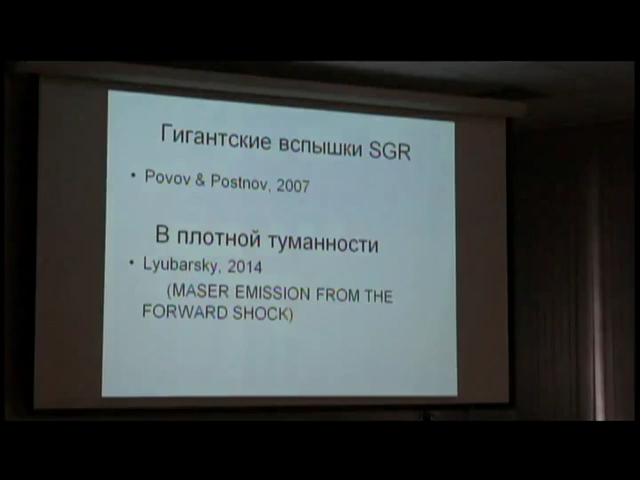 Гигантские вспышки SGR
• Povov & Postnov, 2007
В плотной туманности
• Lyubarsky, 2014
(MASER EMISSION FROM THE
FORWARD SHOCK)